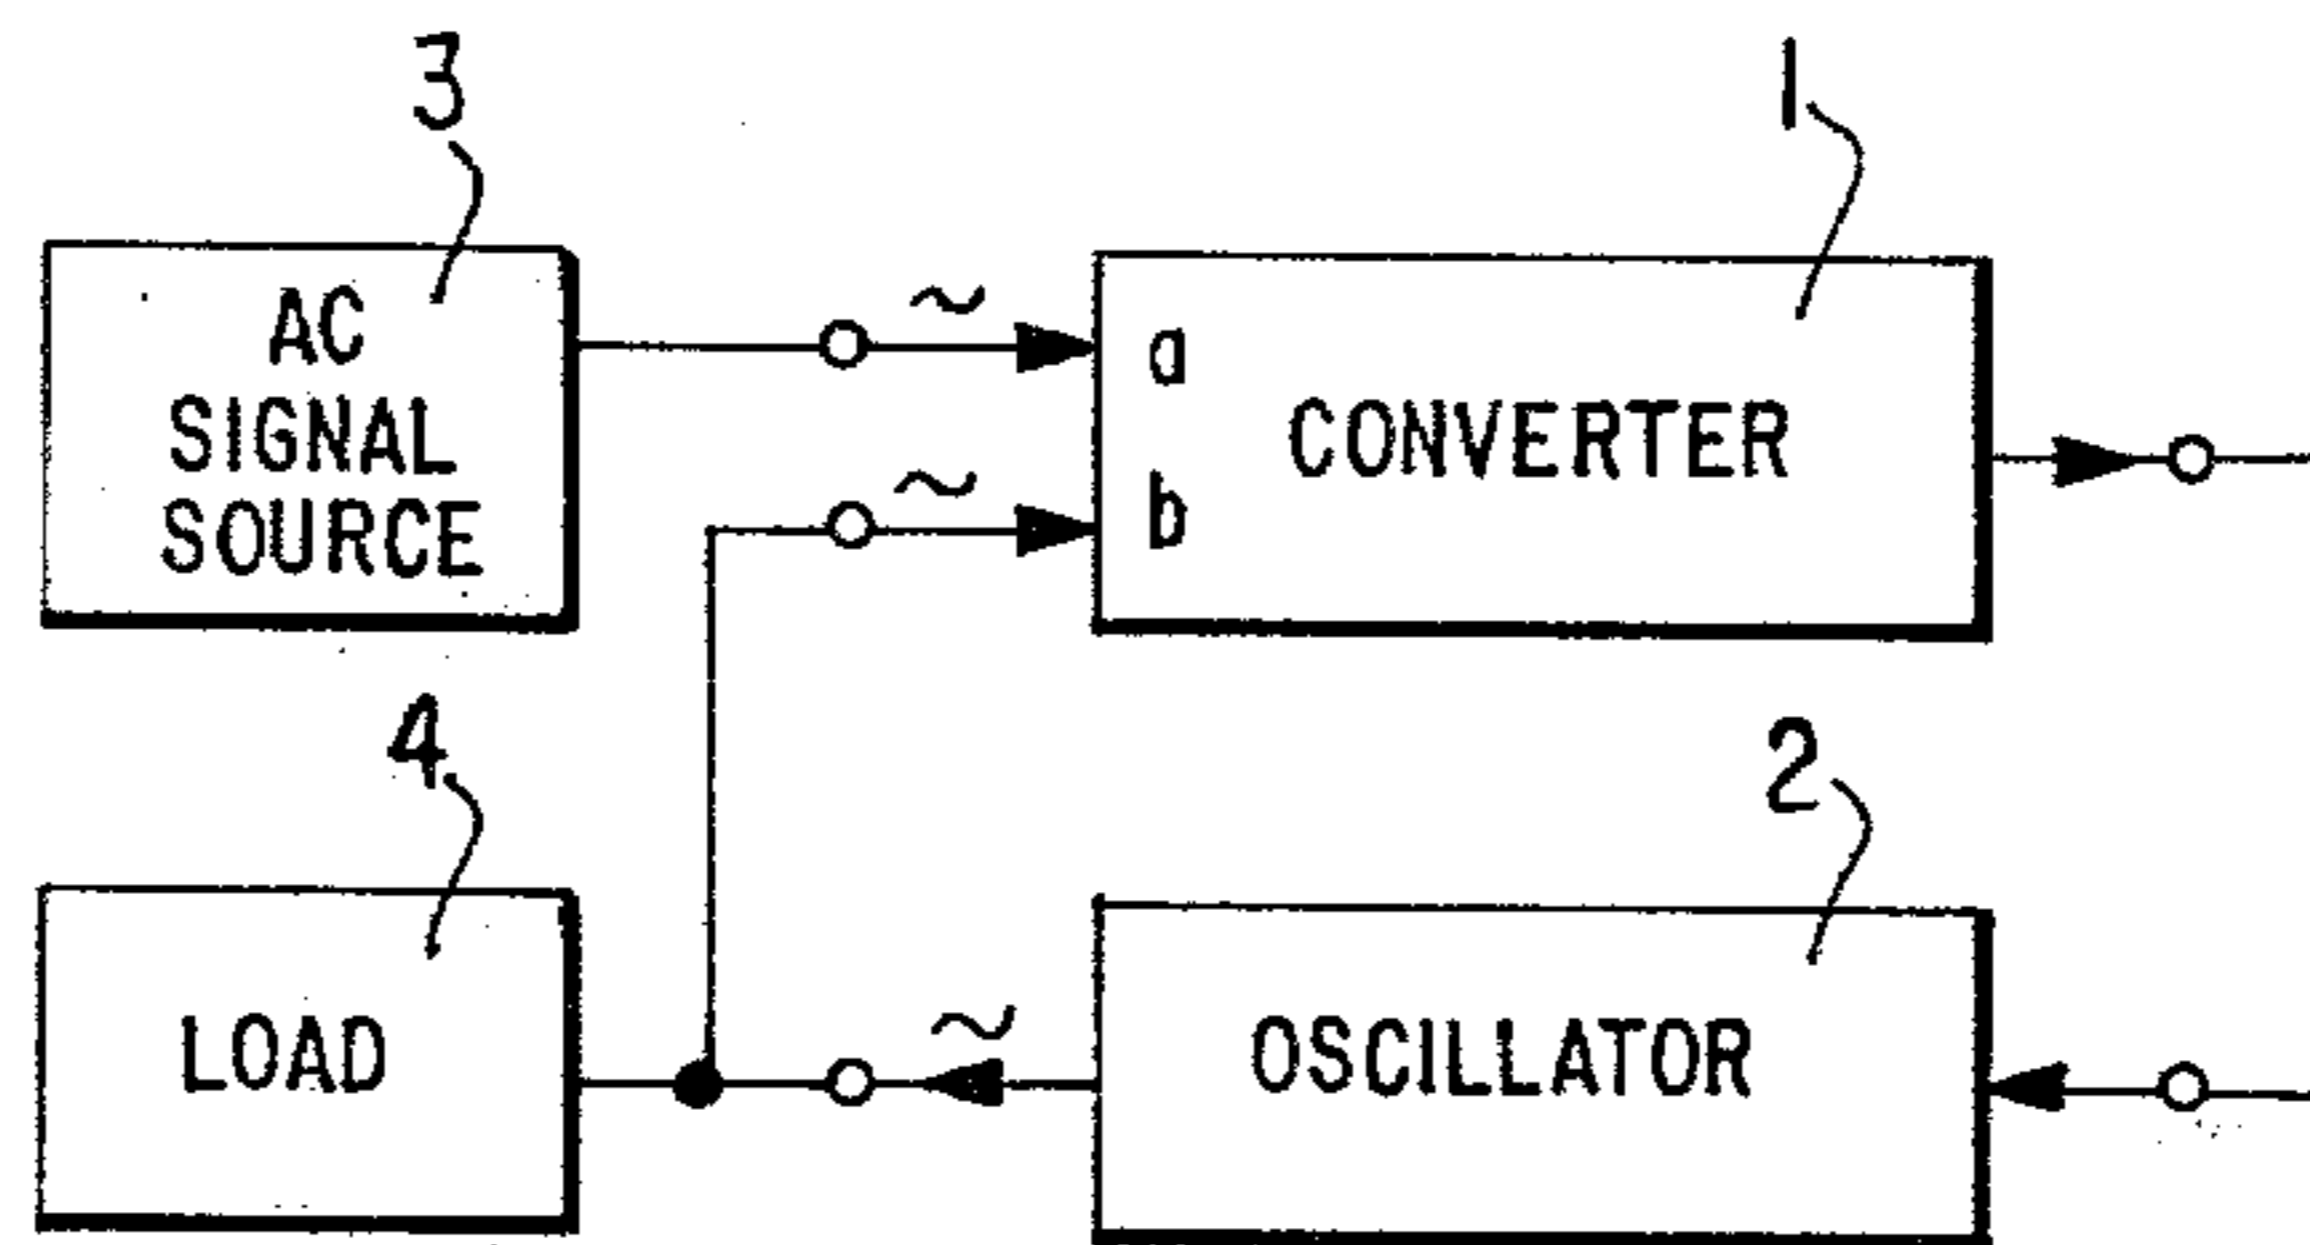 3
1
AC
SIGNAL
SOURCE
~
a
~
b
CONVERTER
4
2
LOAD
~
OSCILLATOR